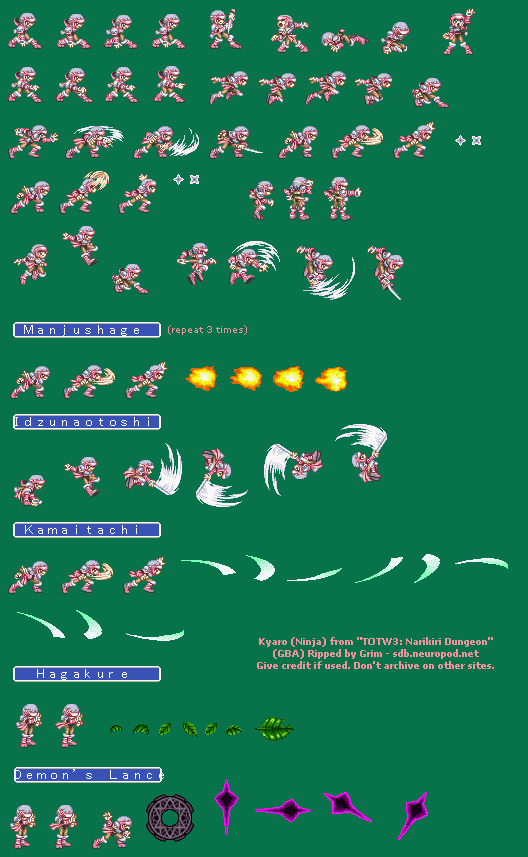 Manjushage
(repeat 3 times)
Idzunaotoshi
Kamaitachi
Kyaro (Ninja) from "TOTW3: Narikiri Dungeon"
(GBA) Ripped by Grim - sdb.neuropod.net
Give credit if used. Don't archive on other sites.
Hagakure
Demon's Lance